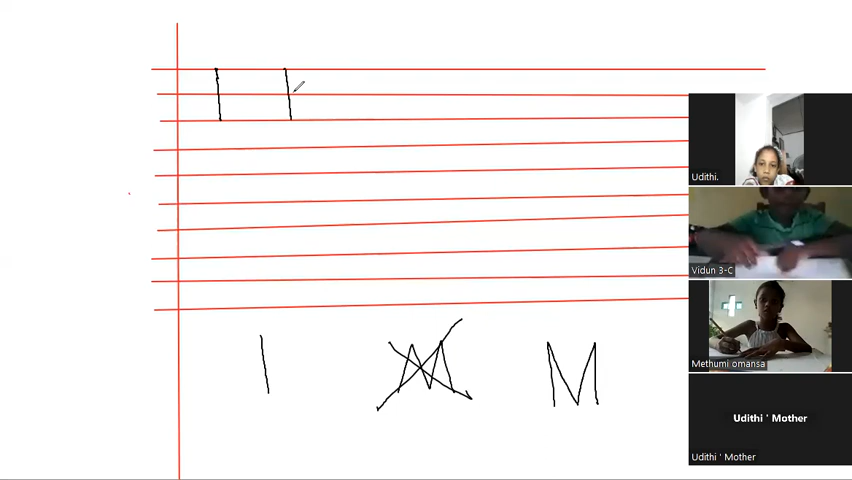 I I
I M M
Udithi.
Vidun 3-C
Methumi omansa
Udithi ' Mother
Udithi ' Mother